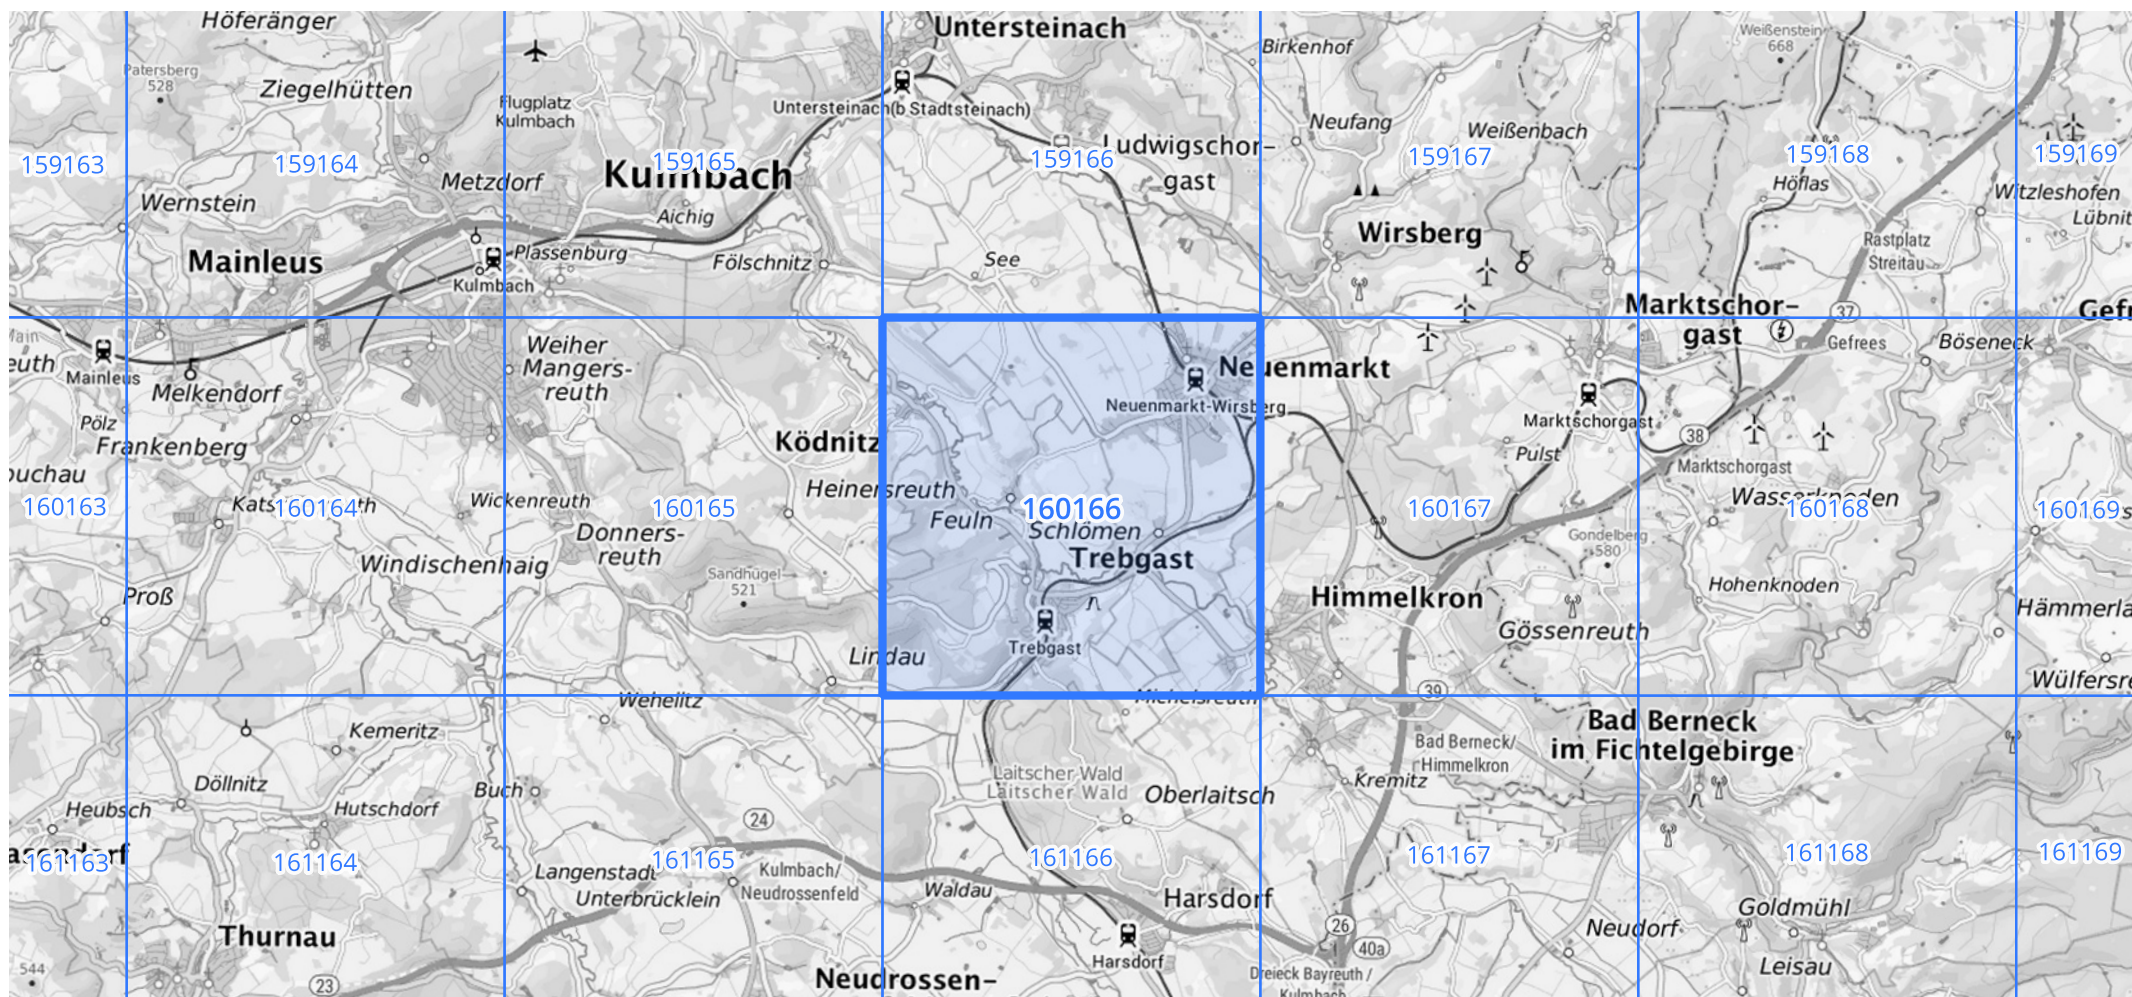 Höferänger
Untersteinach
Birkenhof
Weißenstein
668
Patersberg
528
Ziegelhütten
Flugplatz
Kulmbach
Untersteinach(b Stadtsteinach)
Neufang
Weißenbach
Ludwigschor-
gast
159163
159164
159165
159166
159167
159168
159169
Metzdorf
Kulmbach
Höflas
Witzleshofen
Wernstein
Aichig
Lübnit
Mainleus
Plassenburg
Fölschnitz
See
Wirsberg
Rastplatz
Streitau
Kulmbach
Marktschor-
gast
37
Gefr
Main
euth
Mainleus
Melkendorf
Weiher
Mangers-
reuth
Neuenmarkt
Gefrees
Böseneck
Neuenmarkt-Wirsberg
Marktschorgast
Pölz
Frankenberg
Ködnitz
38
Pulst
Marktschorgast
buchau
Heinersreuth
Wasserknoden
160163
160164
160165
160166
160167
160168
160169
Wickenreuth
Feuln
Schlömen
Donners-
reuth
Trebgast
Gondelberg
580
Windischenhaig
Sandhügel
521
Hohenknoden
Proß
Himmelkron
Hämmerla
Gössenreuth
Trebgast
Lindau
Wülfersre
39
Michelsreuth
Wehelitz
Kemeritz
Bad Berneck
im Fichtelgebirge
Bad Berneck/
Himmelkron
Laitscher Wald
Laitscher Wald
Döllnitz
Buch
Oberlaitsch
Kremitz
Heubsch
Hutschdorf
24
161163
161164
161165
161166
161167
161168
161169
Langenstadt
Kulmbach/
Neudrossenfeld
Unterbrücklein
Waldau
Harsdorf
Goldmühl
Thurnau
26
40a
Neudorf
544
23
Harsdorf
Leisau
Neudrossen-
Dreieck Bayreuth /
Kulmbach